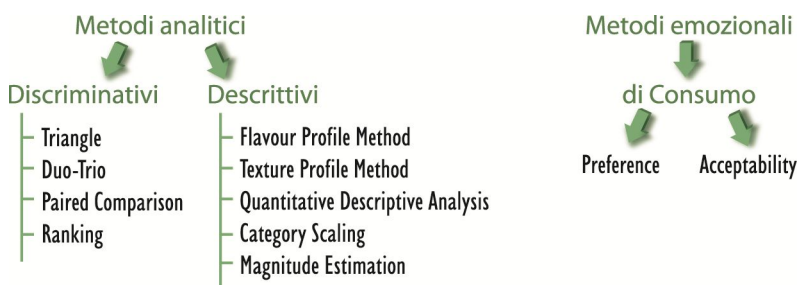 Metodi analitici
Discriminativi
Triangle
Duo-Trio
Paired Comparison
Ranking
Descrittivi
Flavour Profile Method
Texture Profile Method
Quantitative Descriptive Analysis
Category Scaling
Magnitude Estimation
Metodi emozionali
di Consumo
Preference
Acceptability